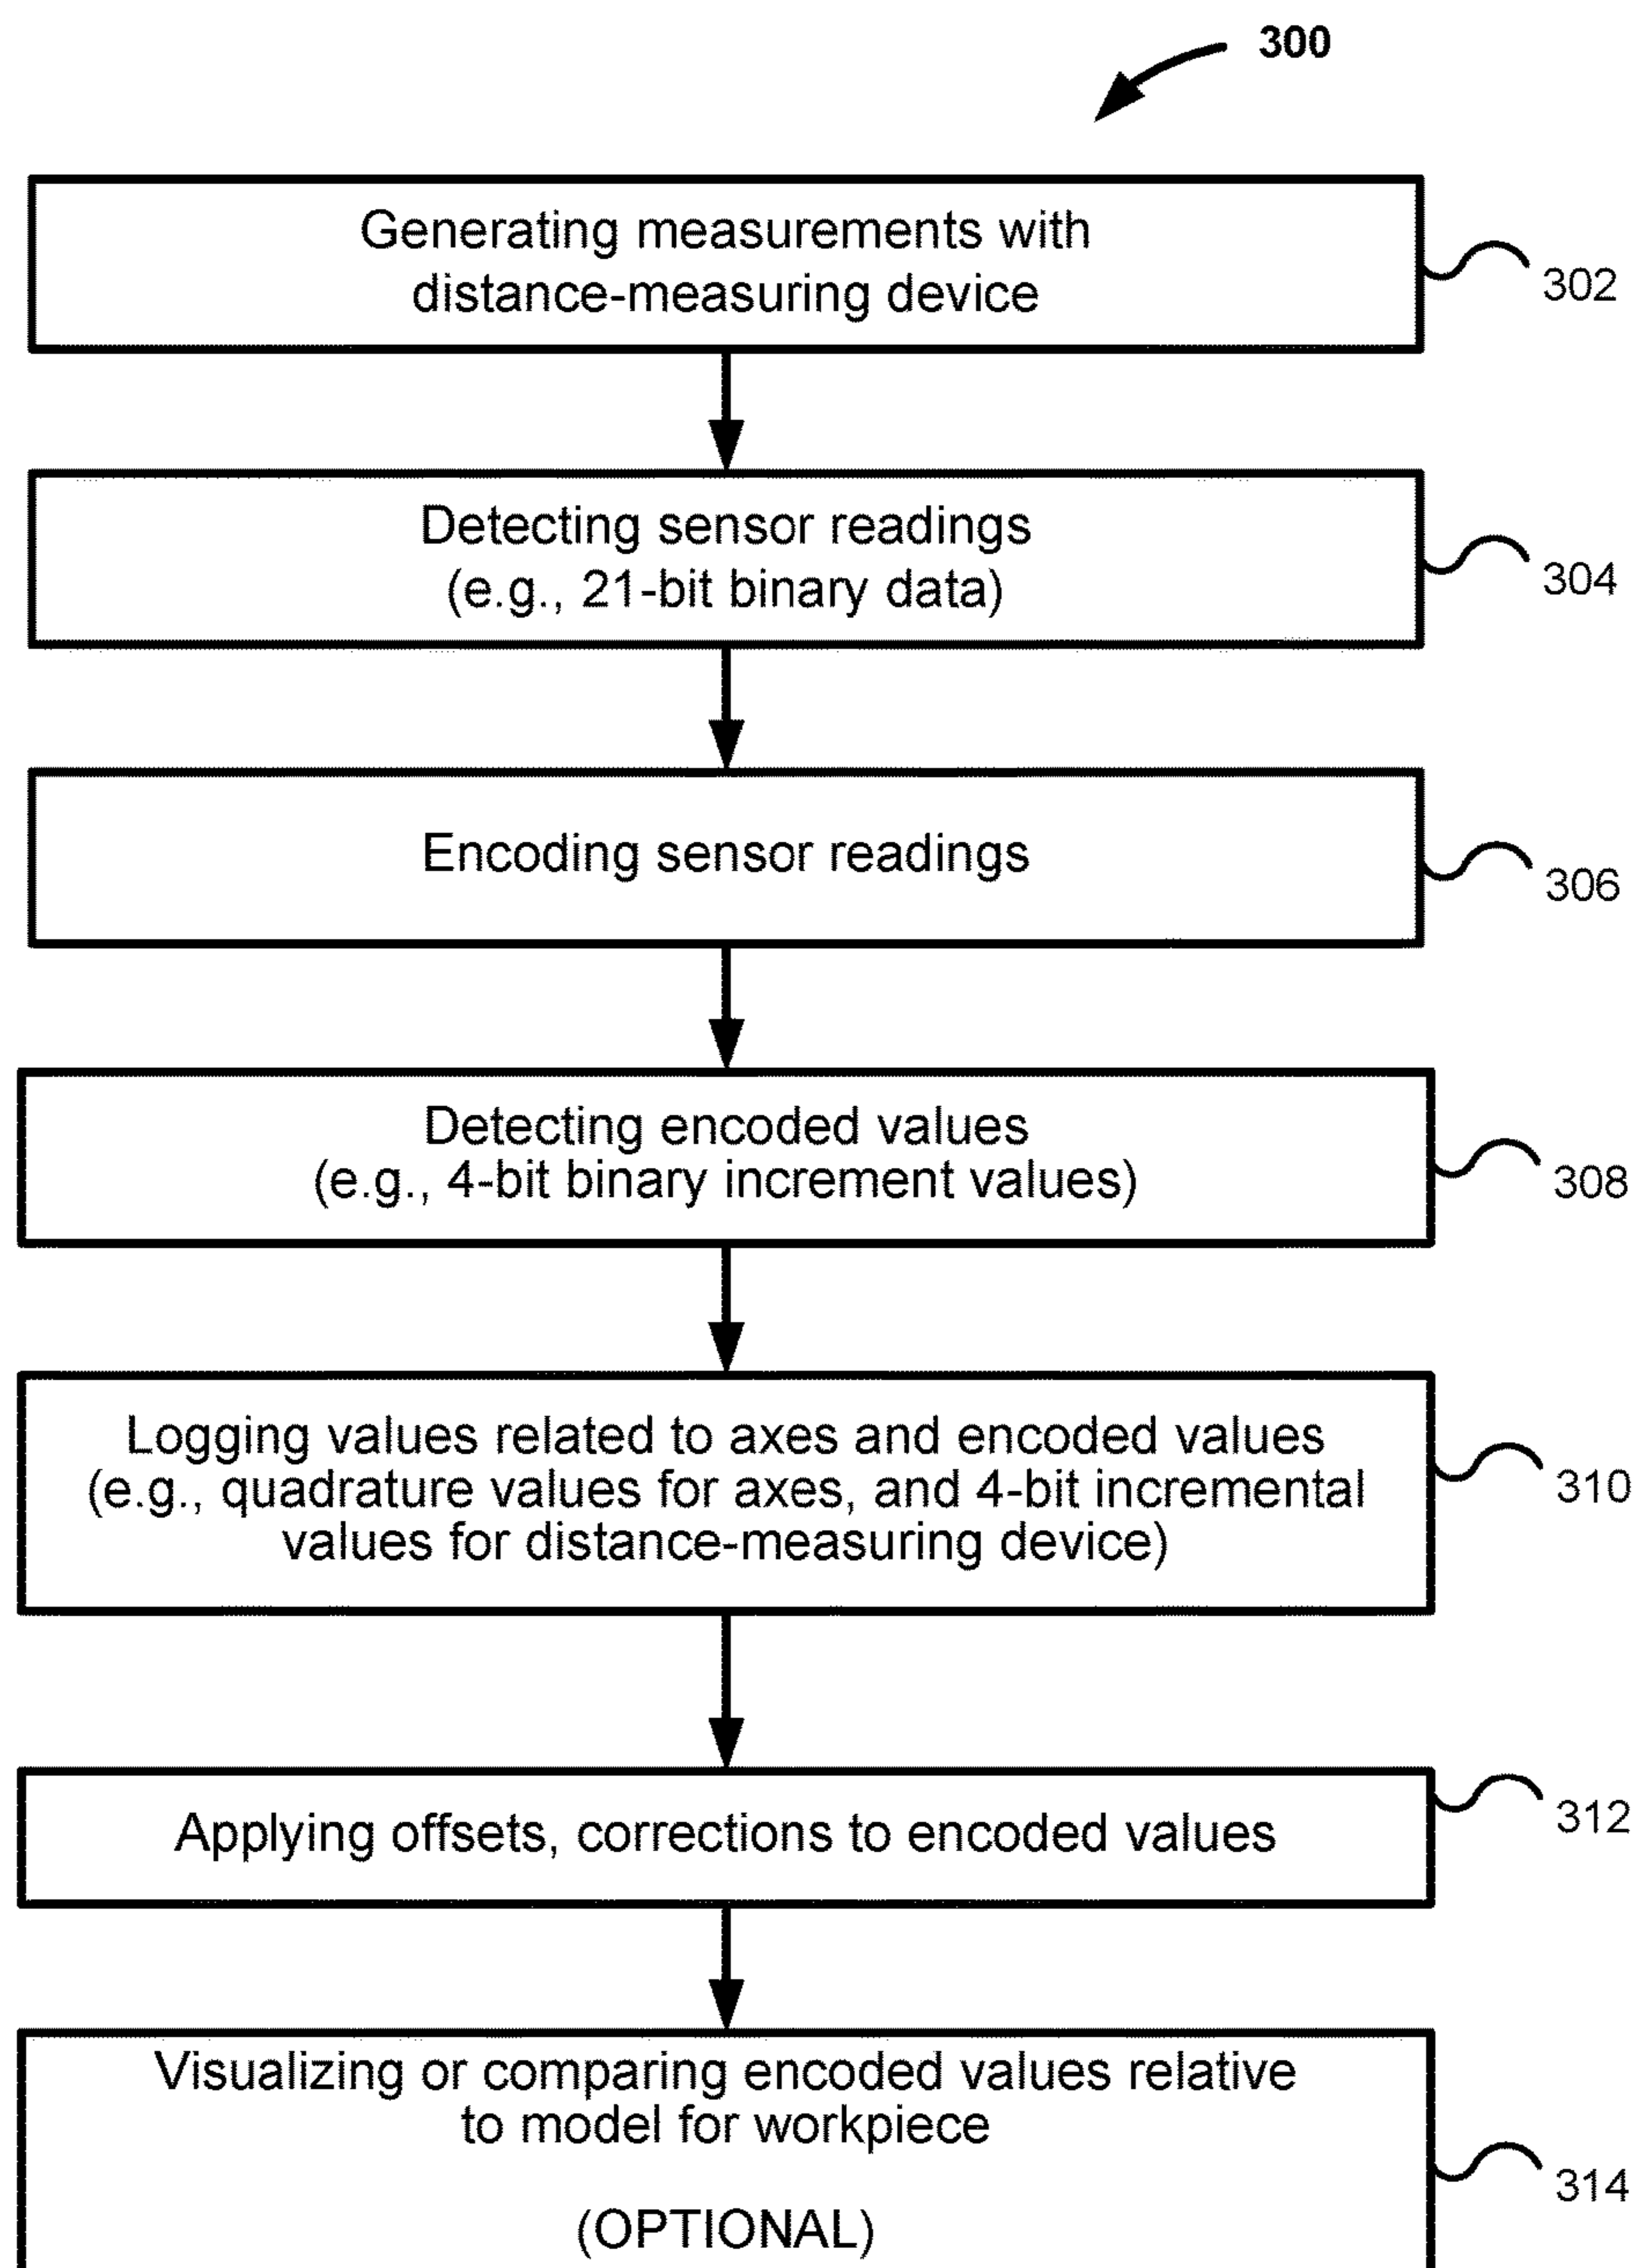 300
Generating measurements with
distance-measuring device
302
Detecting sensor readings
(e.g., 21-bit binary data)
304
Encoding sensor readings
306
Detecting encoded values
(e.g., 4-bit binary increment values)
308
Logging values related to axes and encoded values
(e.g., quadrature values for axes, and 4-bit incremental
values for distance-measuring device)
310
Applying offsets, corrections to encoded values
312
Visualizing or comparing encoded values relative
to model for workpiece
(OPTIONAL)
314